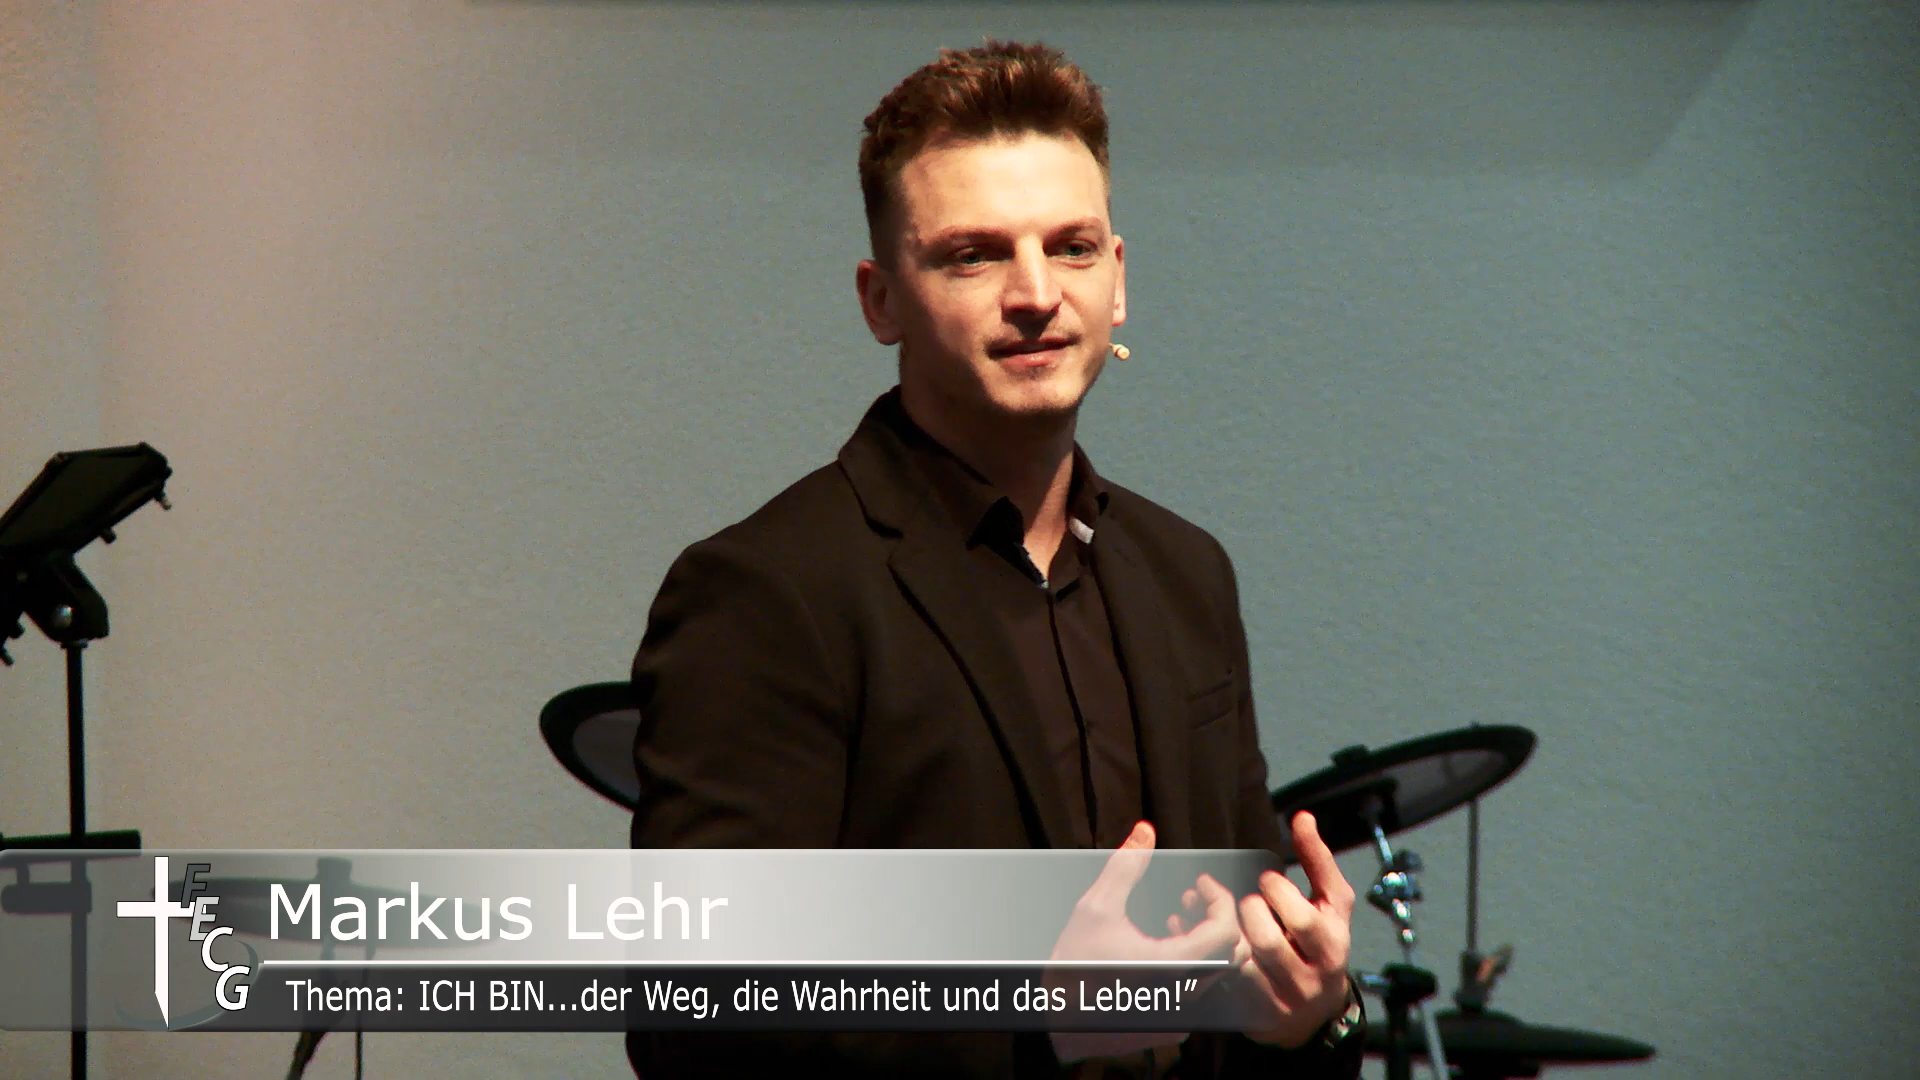 FECG
Markus Lehr
Thema: ICH BIN...der Weg, die Wahrheit und das Leben!”